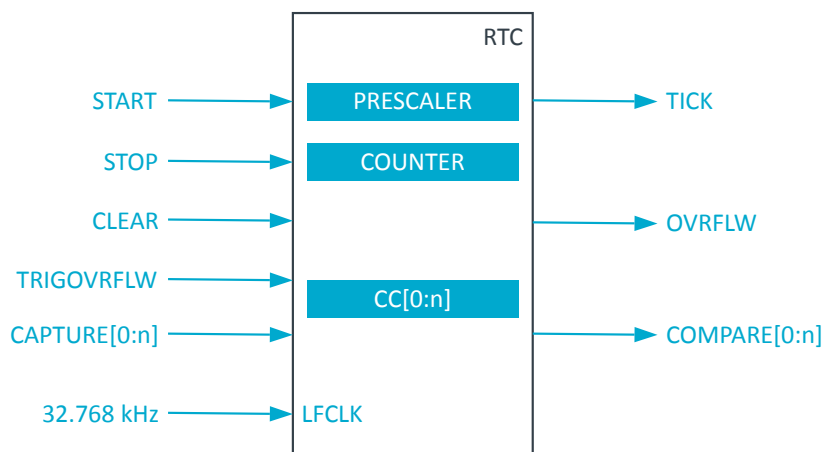 RTC
START
PRESCALER
TICK
STOP
COUNTER
CLEAR
OVRFLW
TRIGOVRFLW
CC[0:n]
CAPTURE[0:n]
COMPARE[0:n]
32.768 kHz
LFCLK